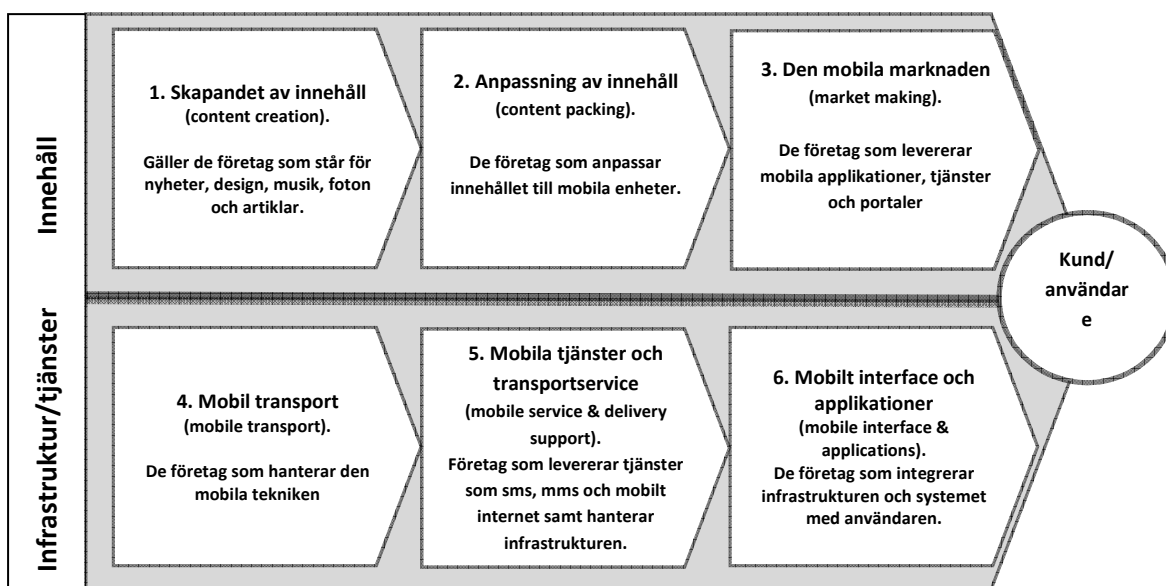 Innehåll
1. Skapandet av innehåll
(content creation).
Gäller de företag som står för
nyheter, design, musik, foton
och artiklar.
2. Anpassning av innehåll
(content packing).
De företag som anpassar
innehållet till mobila enheter.
3. Den mobila marknaden
(market making).
De företag som levererar
mobila applikationer, tjänster
och portaler
Kund/
användar
e
Infrastruktur/tjänster
4. Mobil transport
(mobile transport).
De företag som hanterar den
mobila tekniken
5. Mobila tjänster och
transportservice
(mobile service & delivery
support).
Företag som levererar tjänster
som sms, mms och mobilt
internet samt hanterar
infrastrukturen.
6. Mobilt interface och
applikationer
(mobile interface &
applications).
De företag som integrerar
infrastrukturen och systemet
med användaren.